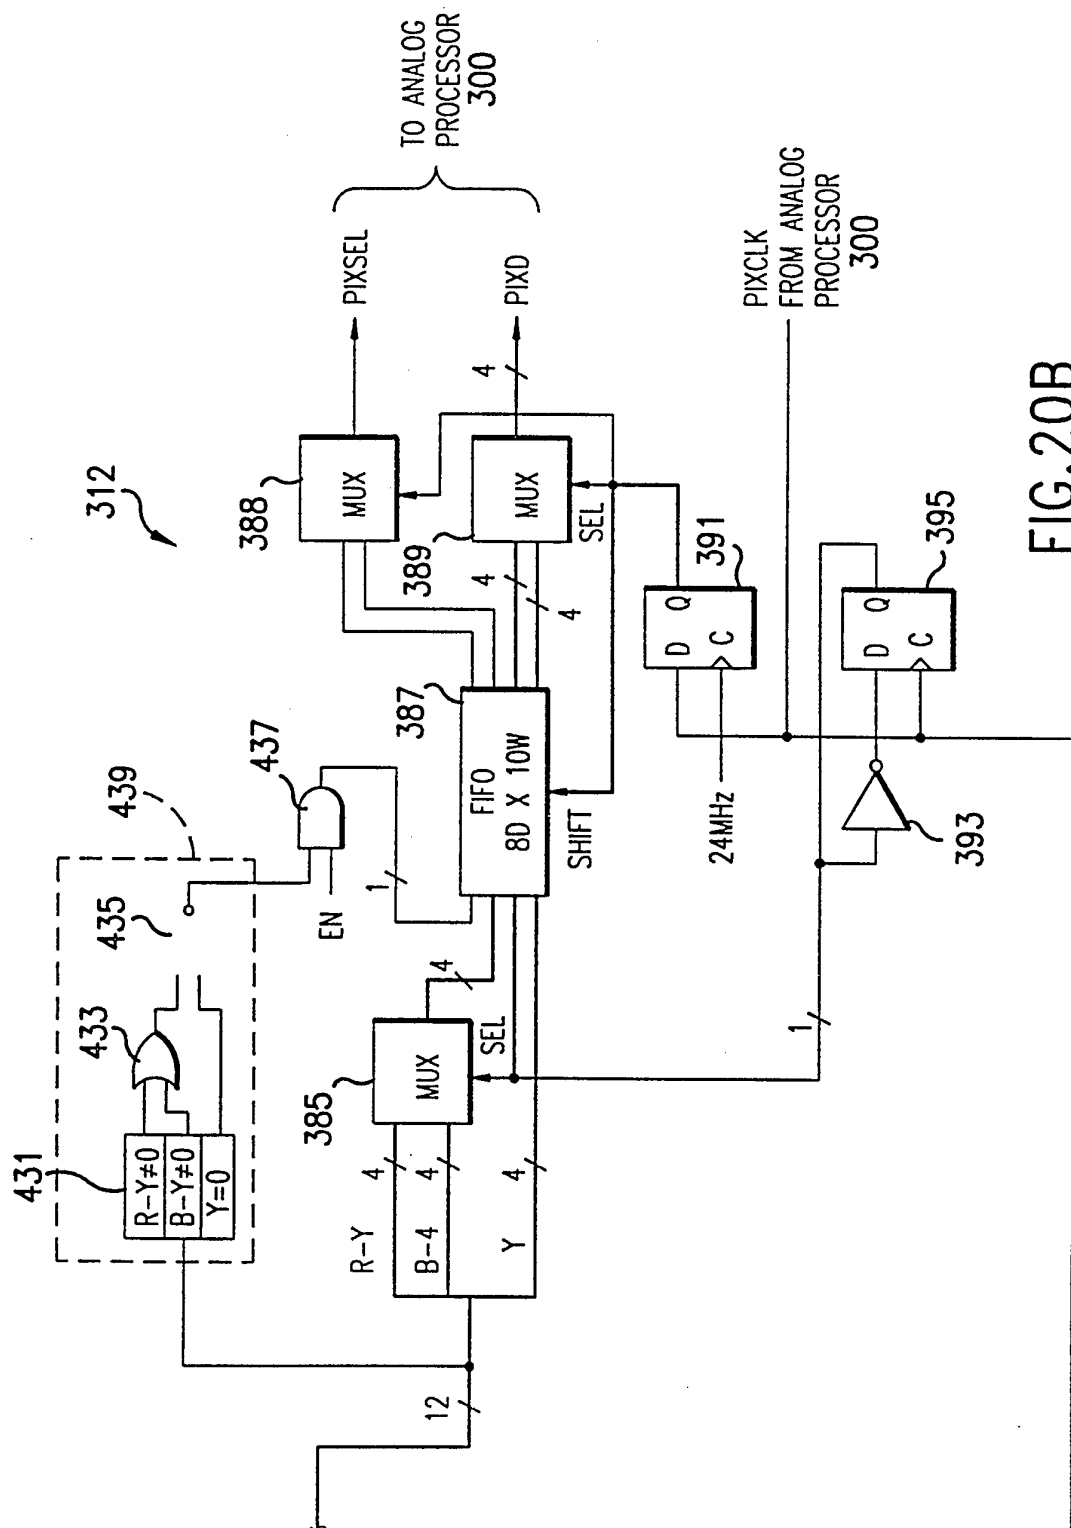 312
TO ANALOG
PROCESSOR
300
PIXSEL
PIXD
4
388
MUX
389
MUX
SEL
4
4
439
435
433
431
R-Y≠0
B-Y≠0
Y=0
437
EN
1
387
FIFO
8D X 10W
SHIFT
4
385
MUX
SEL
4
4
4
R-Y
B-4
Y
12
391
D Q
C
24MHz
PIXCLK
FROM ANALOG
PROCESSOR
300
395
D Q
C
393
1
FIG.20B